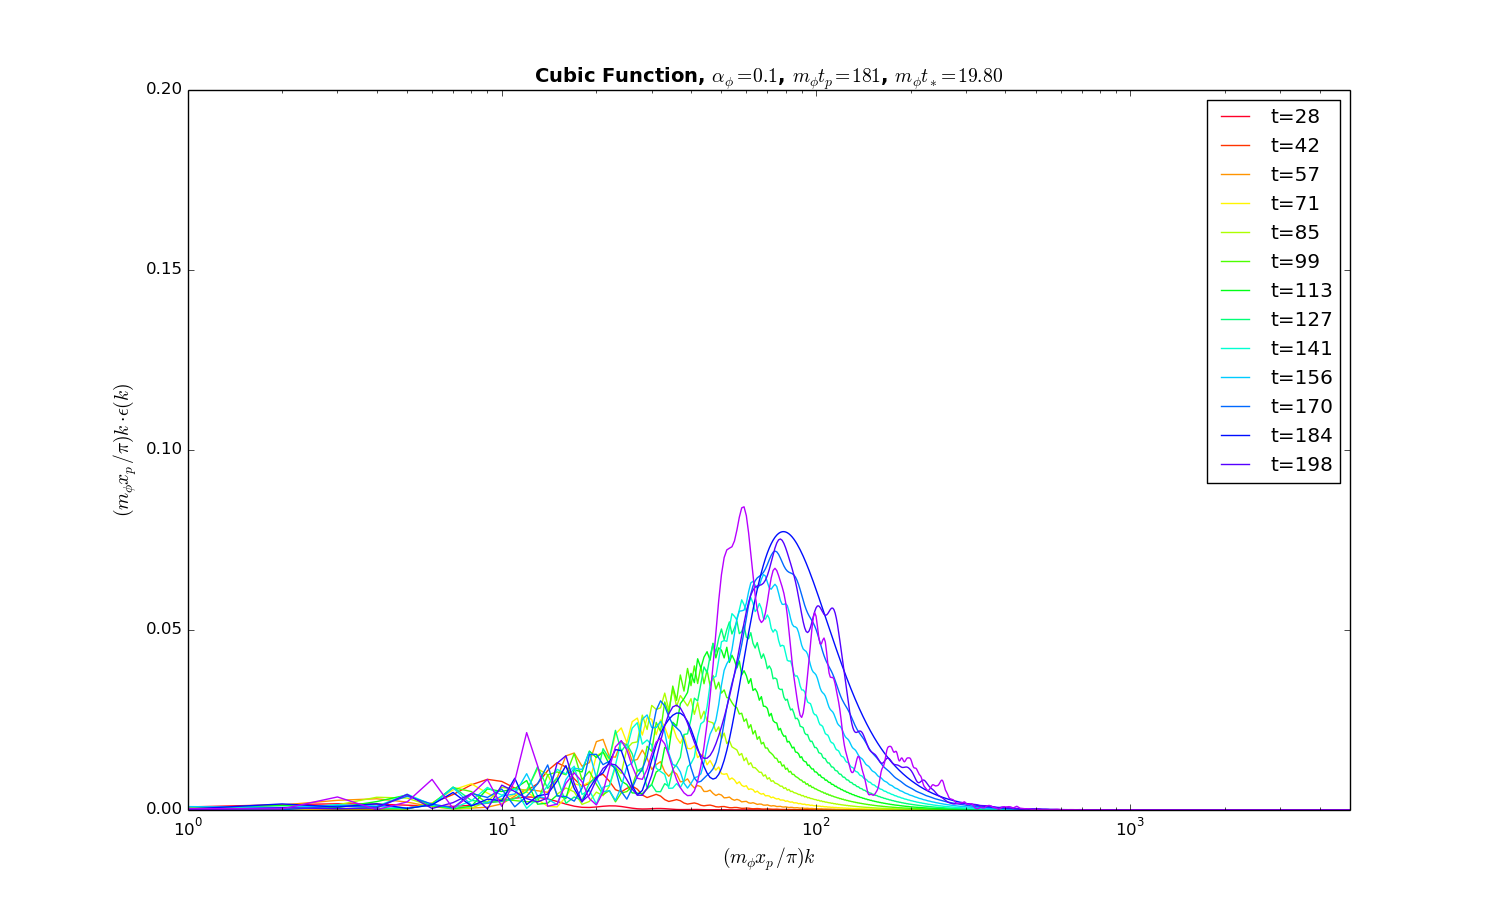 Cubic Function, α_ϕ=0.1, m_ϕt_p=181, m_ϕt_*=19.80
0.20
0.15
0.10
0.05
0.00
(m_ϕx_p/π)k·ϵ(k)
10^0
10^1
10^2
10^3
(m_ϕx_p/π)k
t=28
t=42
t=57
t=71
t=85
t=99
t=113
t=127
t=141
t=156
t=170
t=184
t=198